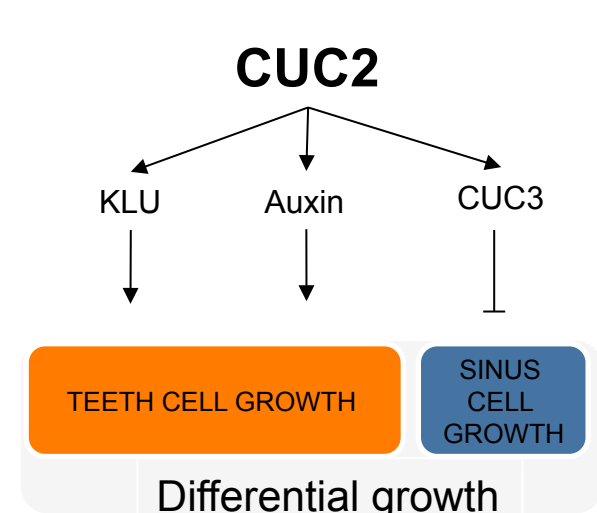 CUC2
KLU Auxin CUC3
TEETH CELL GROWTH
SINUS
CELL
GROWTH
Differential growth